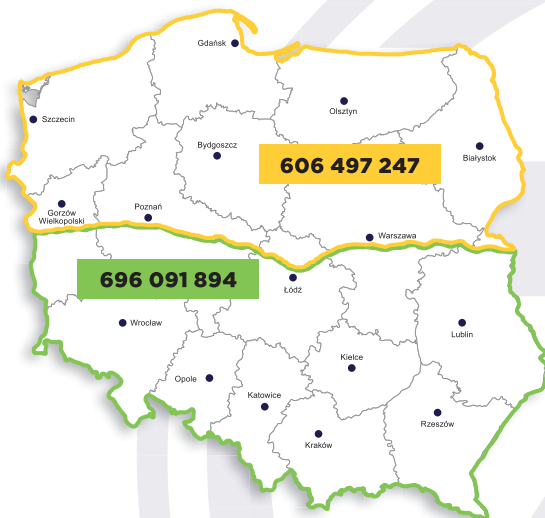 Gdańsk
Olsztyn
Szczecin
Bydgoszcz
606 497 247
Białystok
Gorzów
Wielkopolski
Poznań
Warszawa
696 091 894
Łódź
Wrocław
Lublin
Kielce
Opole
Katowice
Rzeszów
Kraków